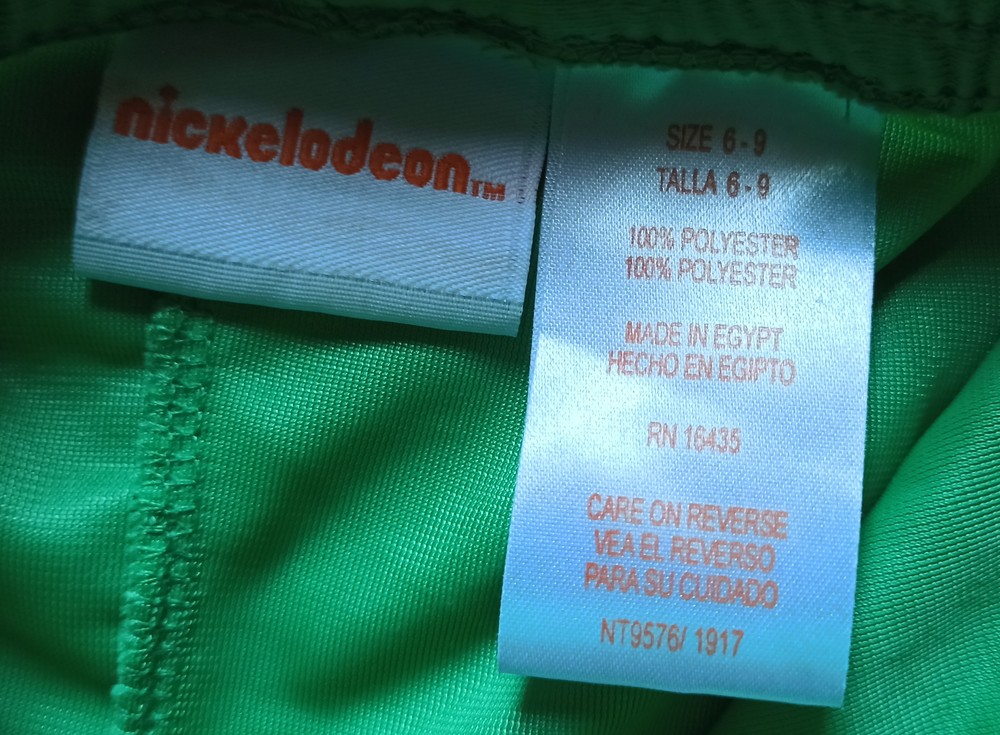 nickelodeon™
SIZE 6 - 9
TALLA 6 - 9
100% POLYESTER
100% POLYESTER
MADE IN EGYPT
HECHO EN EGIPTO
RN 16435
CARE ON REVERSE
VEA EL REVERSO
PARA SU CUIDADO
NT9576/ 1917